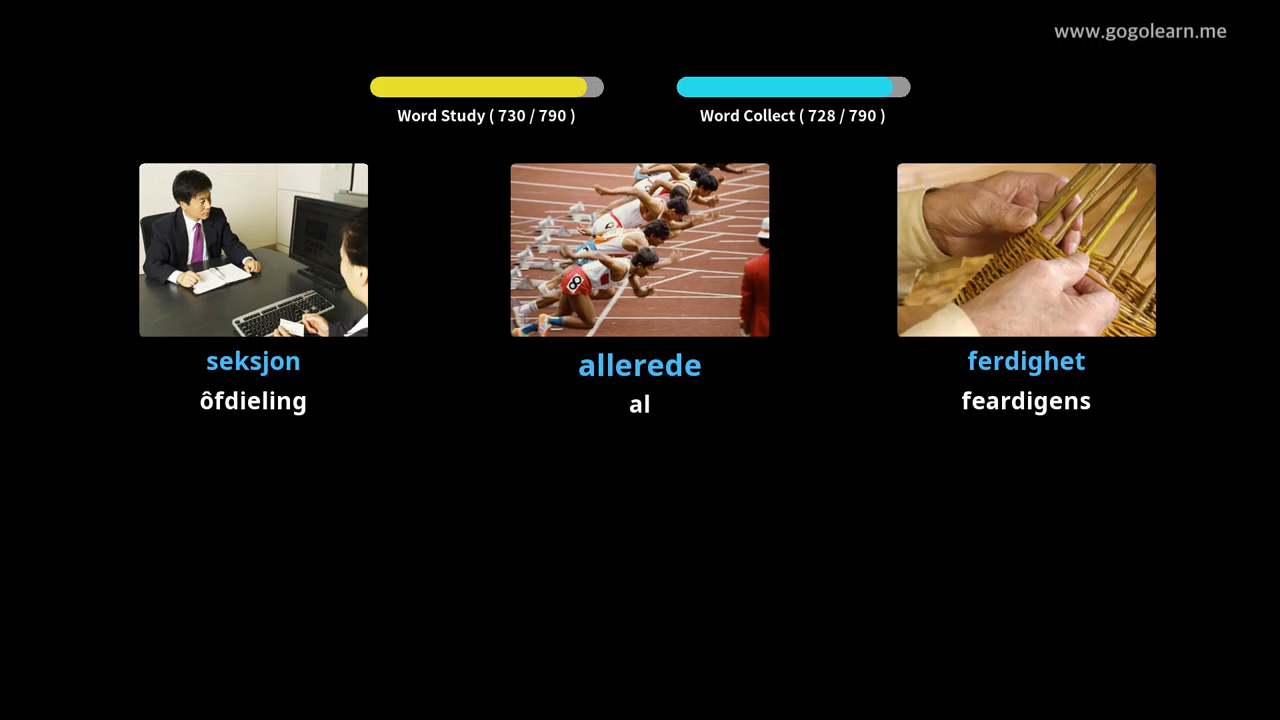 www.gogolearn.me
Word Study ( 730 / 790 )
Word Collect ( 728 / 790 )
seksjon
ôfdieling
allerede
al
ferdighet
feardigens